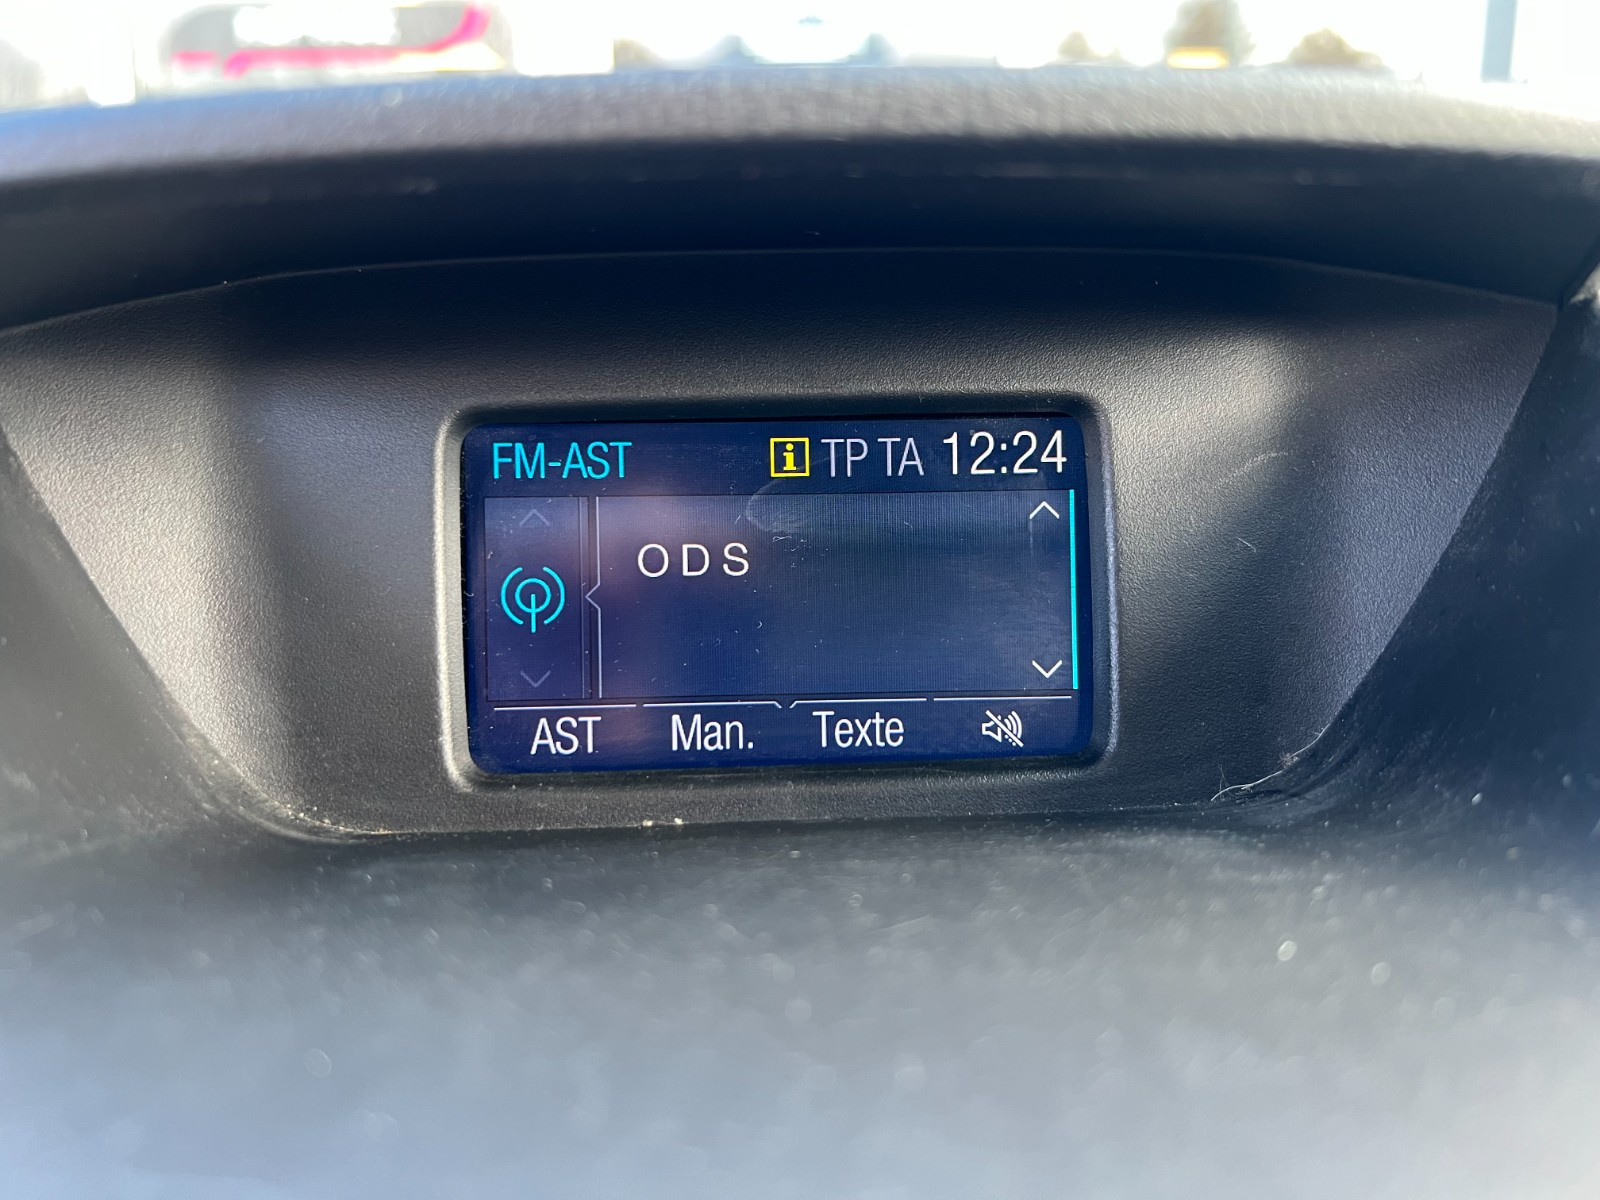 FM-AST i TP TA 12:24
ODS
AST Man. Texte